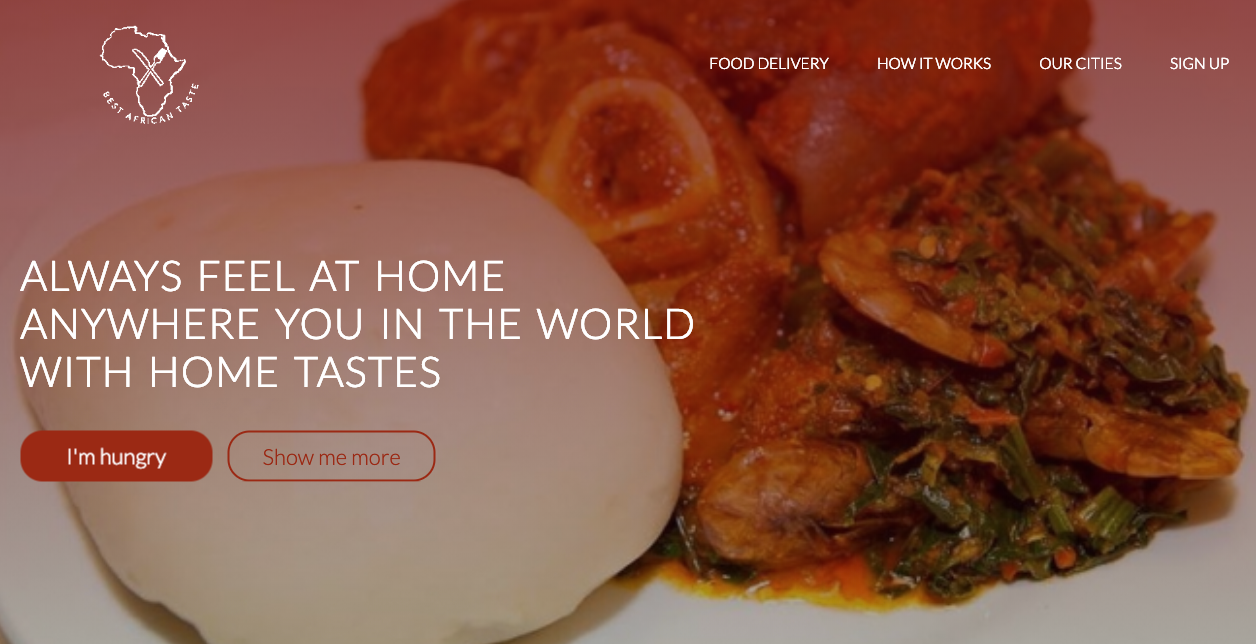 BEST AFRICAN TASTE
FOOD DELIVERY
HOW IT WORKS
OUR CITIES
SIGN UP
ALWAYS FEEL AT HOME
ANYWHERE YOU IN THE WORLD
WITH HOME TASTES
I'm hungry
Show me more